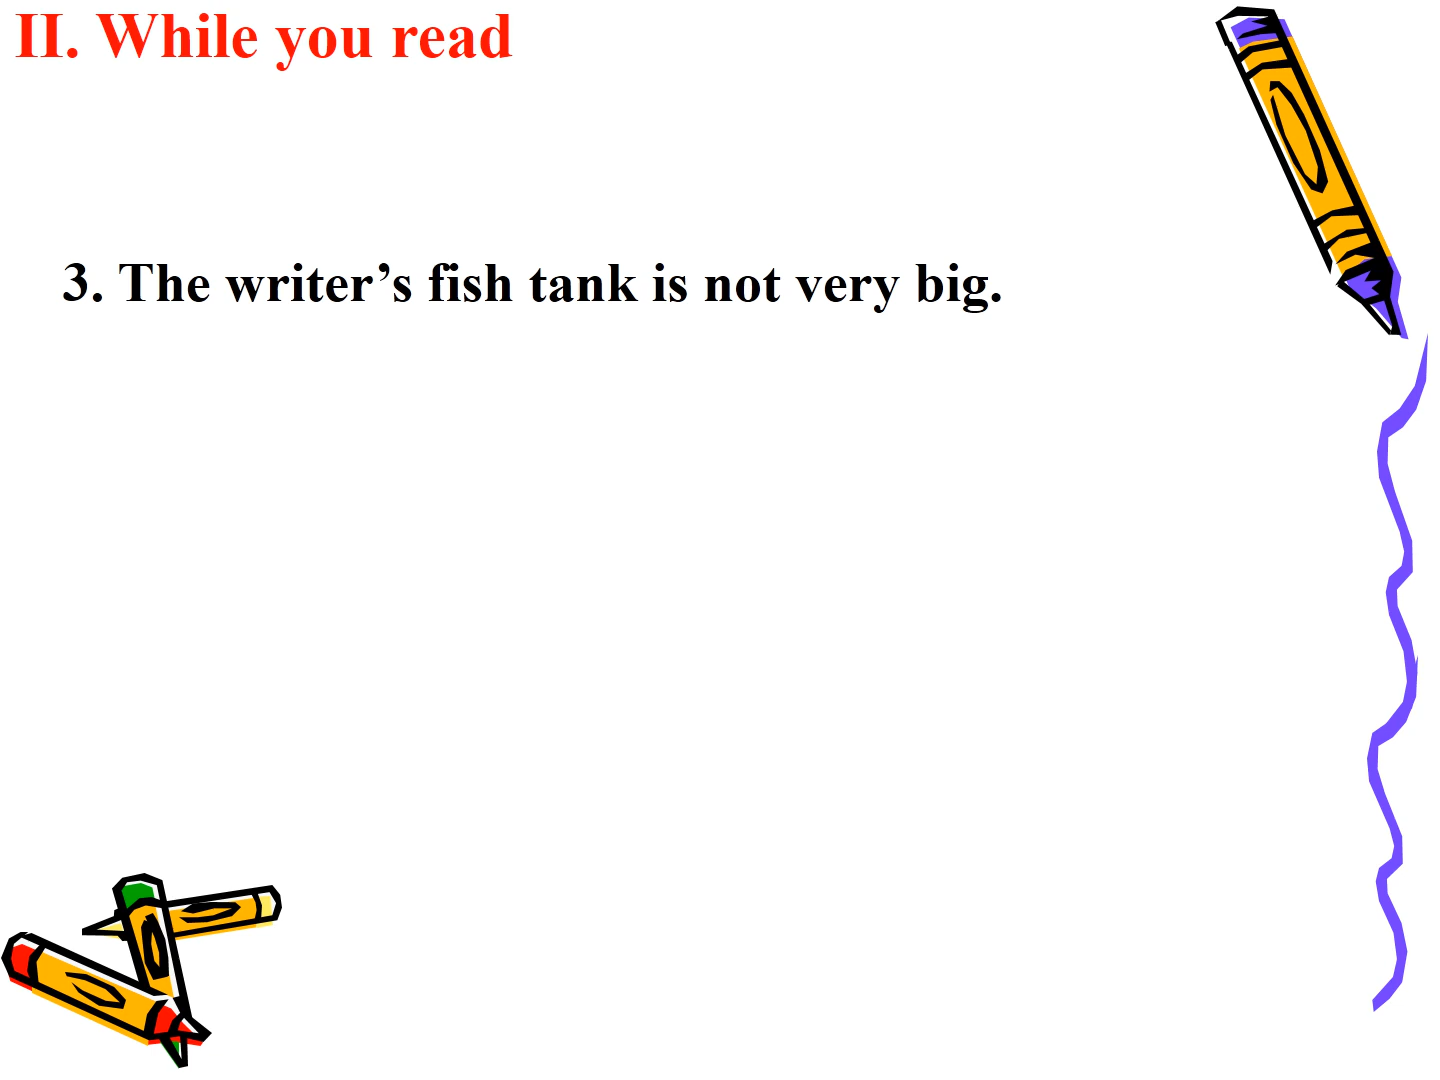 II. While you read
3. The writer’s fish tank is not very big.